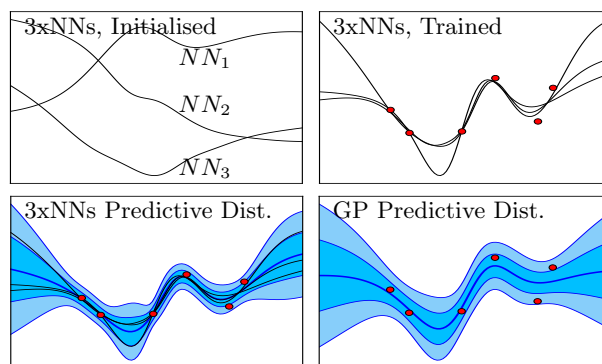 3xNNs, Initialised
NN₁
NN₂
NN₃
3xNNs, Trained
3xNNs Predictive Dist.
GP Predictive Dist.